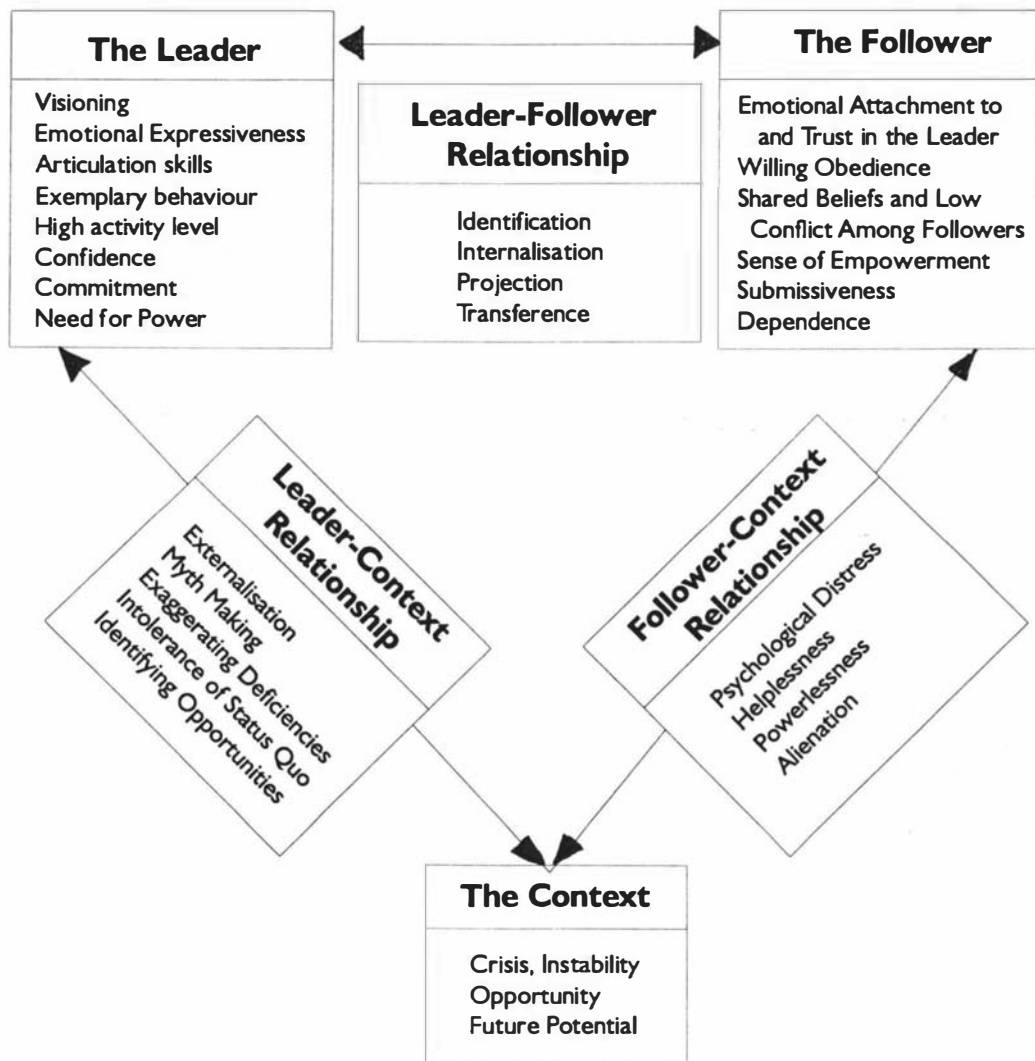 The Leader
Visioning
Emotional Expressiveness
Articulation skills
Exemplary behaviour
High activity level
Confidence
Commitment
Need for Power
Leader-Follower
Relationship
Identification
Internalisation
Projection
Transference
The Follower
Emotional Attachment to
and Trust in the Leader
Willing Obedience
Shared Beliefs and Low
Conflict Among Followers
Sense of Empowerment
Submissiveness
Dependence
Leader-Context
Relationship
Externalisation
Myth Making
Exaggerating Deficiencies
Intolerance of Status Quo
Identifying Opportunities
Follower-Context
Relationship
Psychological Distress
Helplessness
Powerlessness
Alienation
The Context
Crisis, Instability
Opportunity
Future Potential